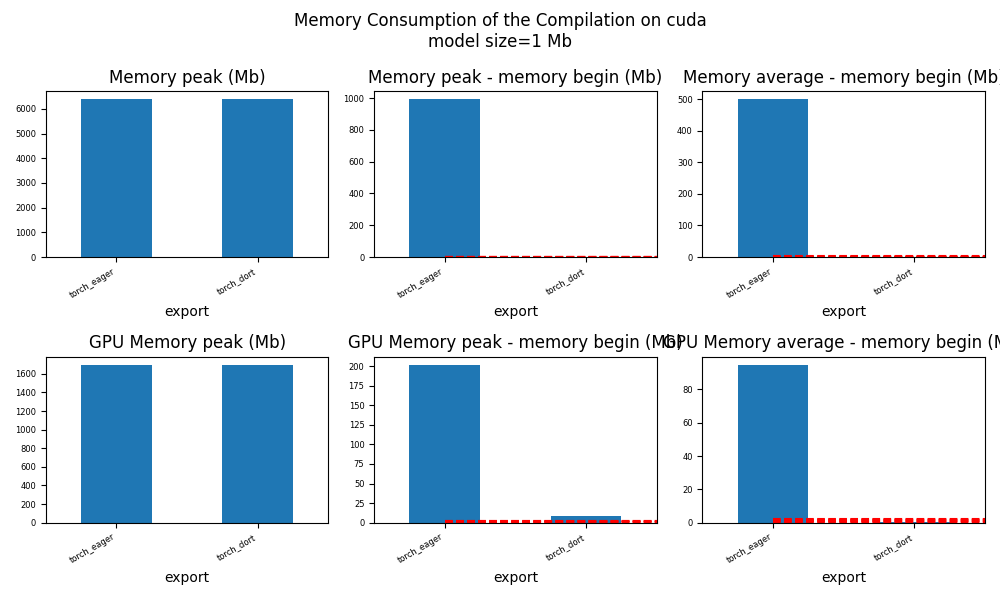 Memory Consumption of the Compilation on cuda
model size=1 Mb
Memory peak (Mb)
Memory peak - memory begin (Mb)
Memory average - memory begin (Mb)
6000
5000
4000
3000
2000
1000
0
torch_eager
torch_dort
export
1000
800
600
400
200
0
torch_eager
torch_dort
export
500
400
300
200
100
0
torch_eager
torch_dort
export
GPU Memory peak (Mb)
GPU Memory peak - memory begin (Mb)
GPU Memory average - memory begin (M
1600
1400
1200
1000
800
600
400
200
0
torch_eager
torch_dort
export
200
175
150
125
100
75
50
25
0
torch_eager
torch_dort
export
80
60
40
20
0
torch_eager
torch_dort
export